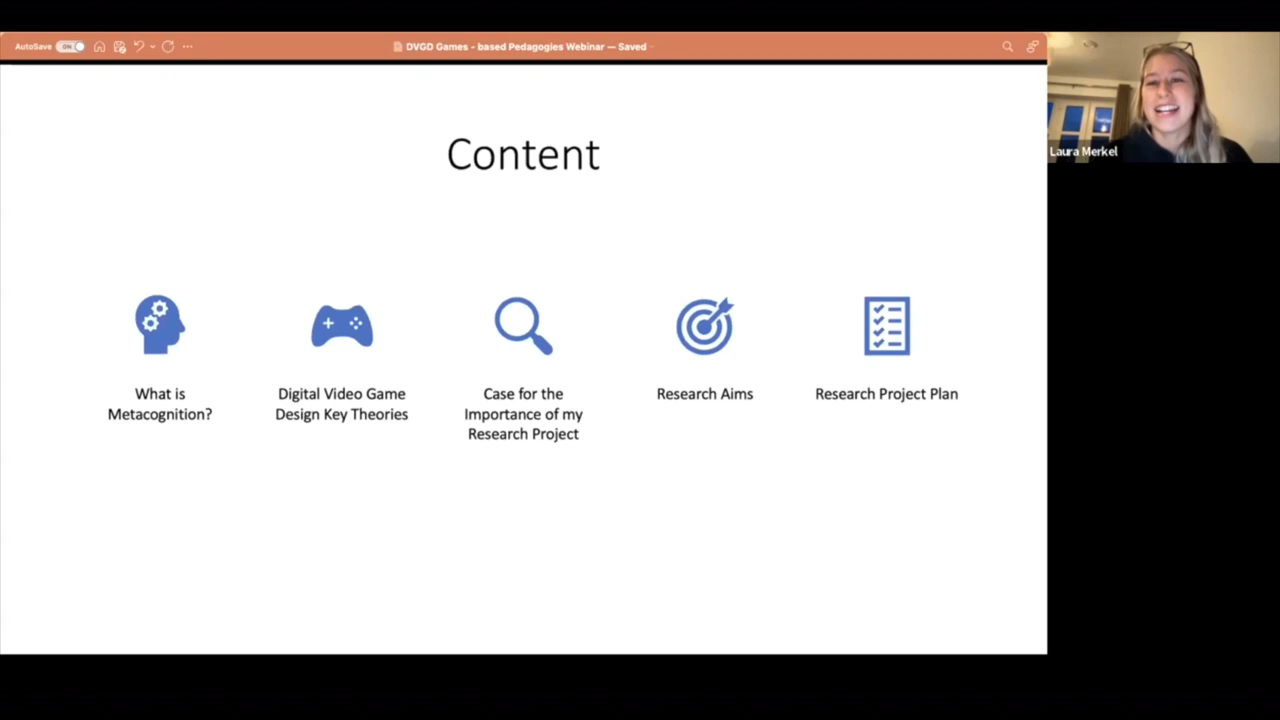 AutoSave ON
DVGD Games - based Pedagogies Webinar — Saved
Laura Merkel
Content
What is
Metacognition?
Digital Video Game
Design Key Theories
Case for the
Importance of my
Research Project
Research Aims
Research Project Plan